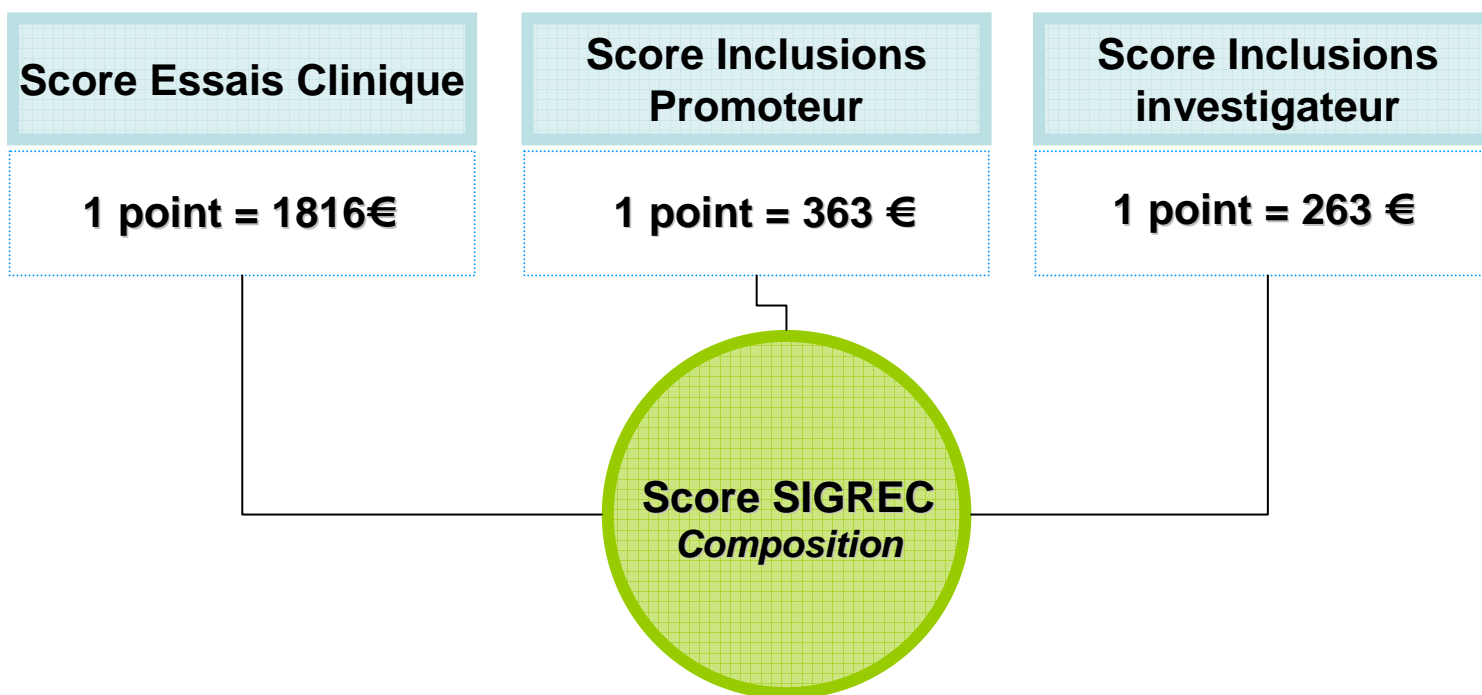 Score Essais Clinique
1 point = 1816€
Score Inclusions
Promoteur
1 point = 363 €
Score Inclusions
investigateur
1 point = 263 €
Score SIGREC
Composition